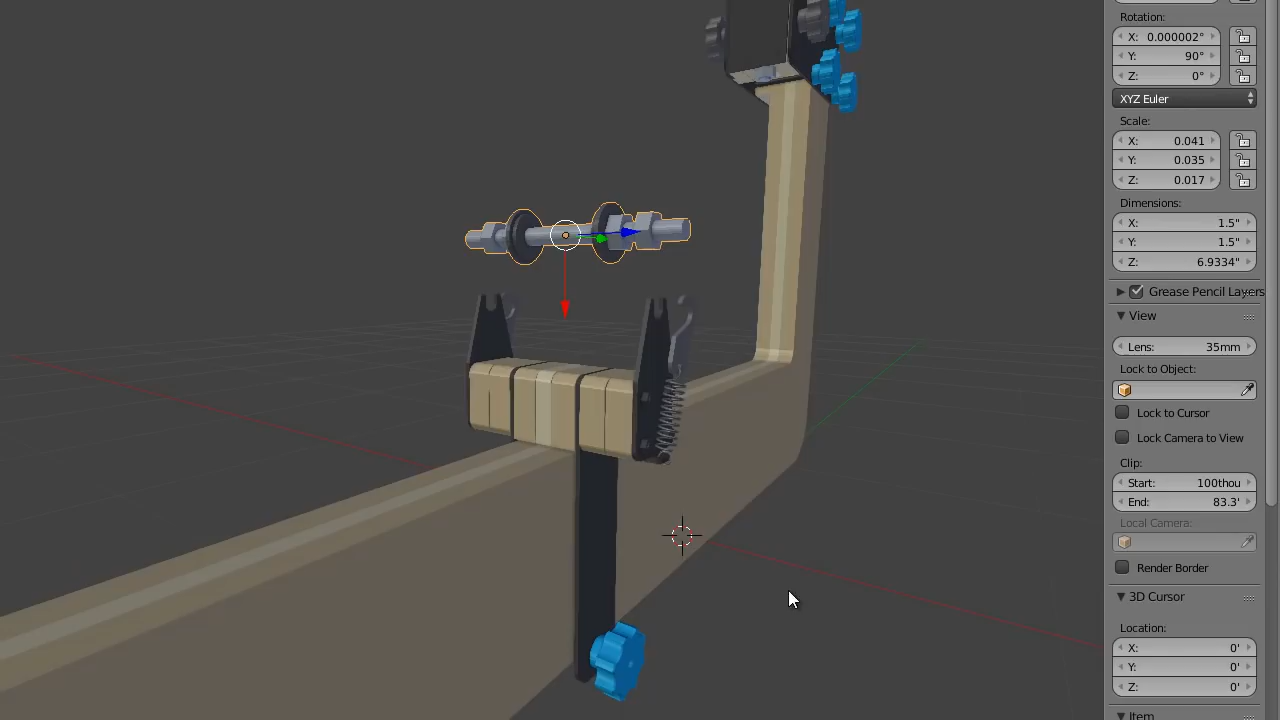 Rotation:
X: 0.000002°
Y: 90°
Z: 0°
XYZ Euler
Scale:
X: 0.041
Y: 0.035
Z: 0.017
Dimensions:
X: 1.5"
Y: 1.5"
Z: 6.9334"
Grease Pencil Layers
View
Lens: 35mm
Lock to Object:
Lock to Cursor
Lock Camera to View
Clip:
Start: 100thou
End: 83.3'
Local Camera:
Render Border
3D Cursor
Location:
X: 0'
Y: 0'
Z: 0'
Item